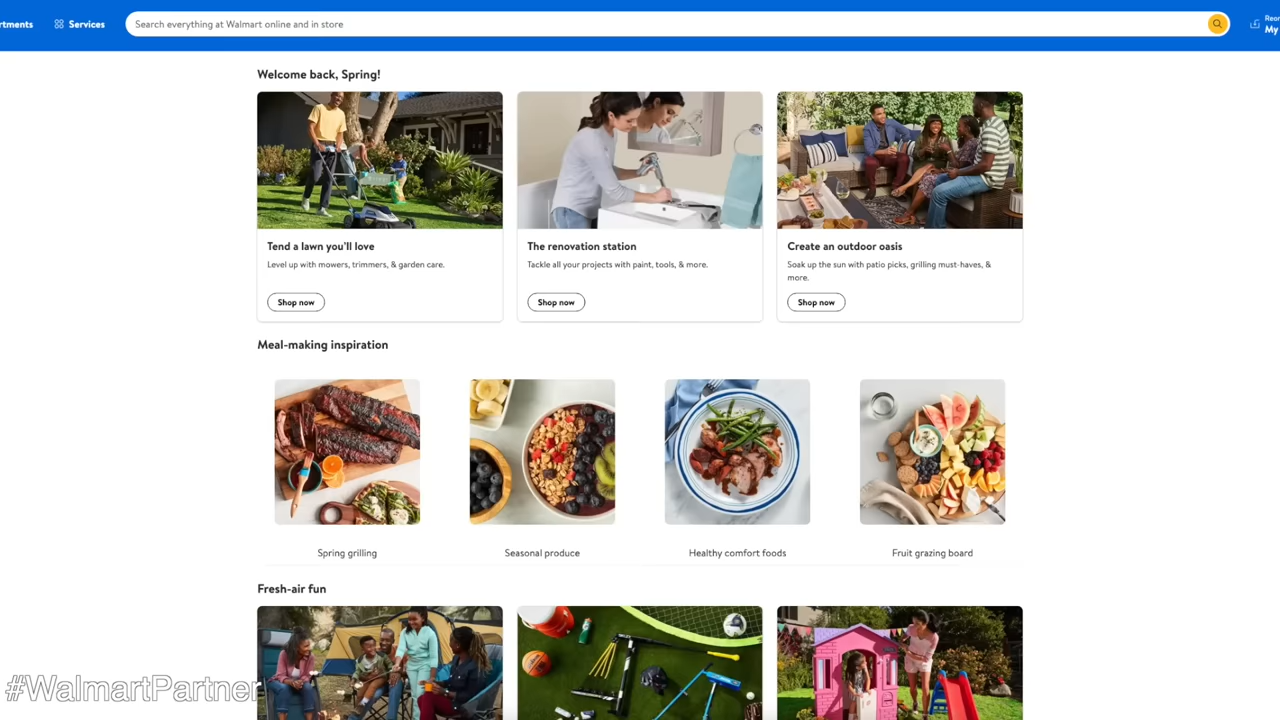 rtments
Services
Search everything at Walmart online and in store
Reor
My
Welcome back, Spring!
Tend a lawn you'll love
Level up with mowers, trimmers, & garden care.
Shop now
The renovation station
Tackle all your projects with paint, tools, & more.
Shop now
Create an outdoor oasis
Soak up the sun with patio picks, grilling must-haves, &
more.
Shop now
Meal-making inspiration
Spring grilling
Seasonal produce
Healthy comfort foods
Fruit grazing board
Fresh-air fun
#WalmartPartner